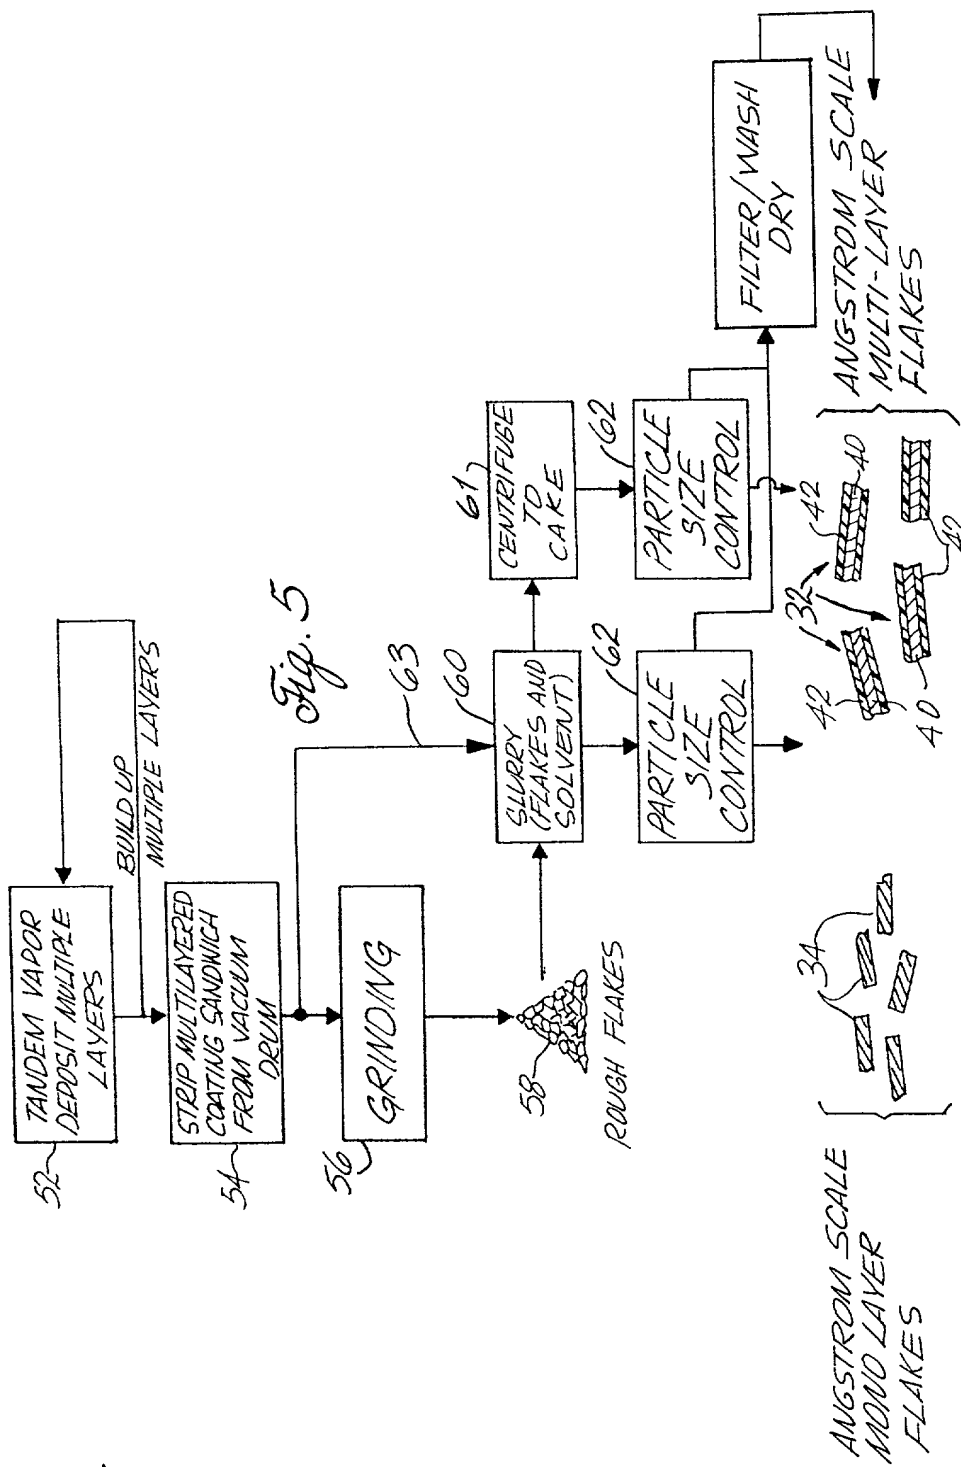 52
TANDEM VAPOR
DEPOSIT MULTIPLE
LAYERS
BUILD UP
MULTIPLE LAYERS
54
STRIP MULTILAYERED
COATING SANDWICH
FROM VACUUM
DRUM
Fig. 5
56
GRINDING
63
58
ROUGH FLAKES
60
SLURRY
(FLAKES AND
SOLVENT)
61
CENTRIFUGE
TO
CAKE
62
PARTICLE
SIZE
CONTROL
62
PARTICLE
SIZE
CONTROL
FILTER/WASH
DRY
ANGSTROM SCALE
MONO LAYER
FLAKES
34
42
32
42
40
40
40
42
ANGSTROM SCALE
MULTI-LAYER
FLAKES